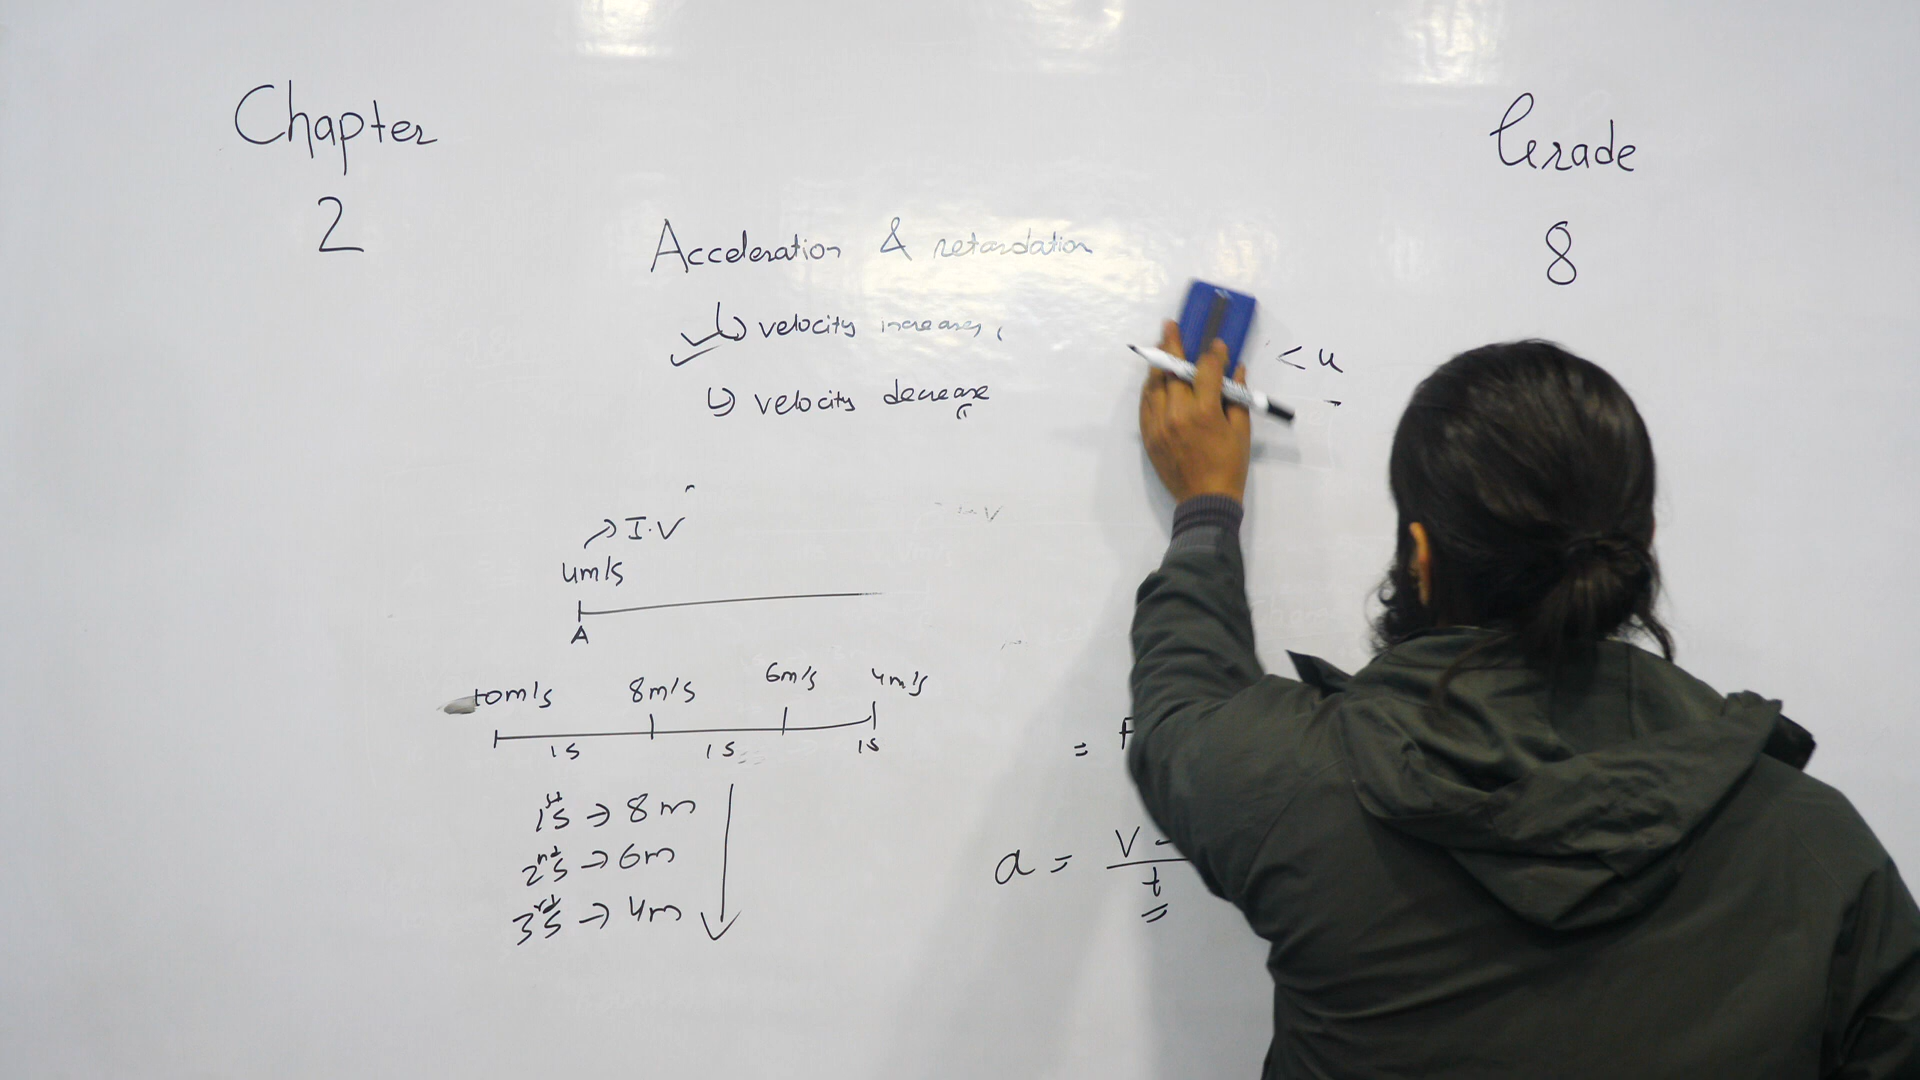 Chapter
2
Grade
8
Acceleration & retardation
velocity increases,
velocity decrease
< u
I.V
um/s
A
10m/s 8m/s 6m/s 4m/s
1s 1s 1s
1st s → 8m
2nd s → 6m
3rd s → 4m
=
a = V -
t